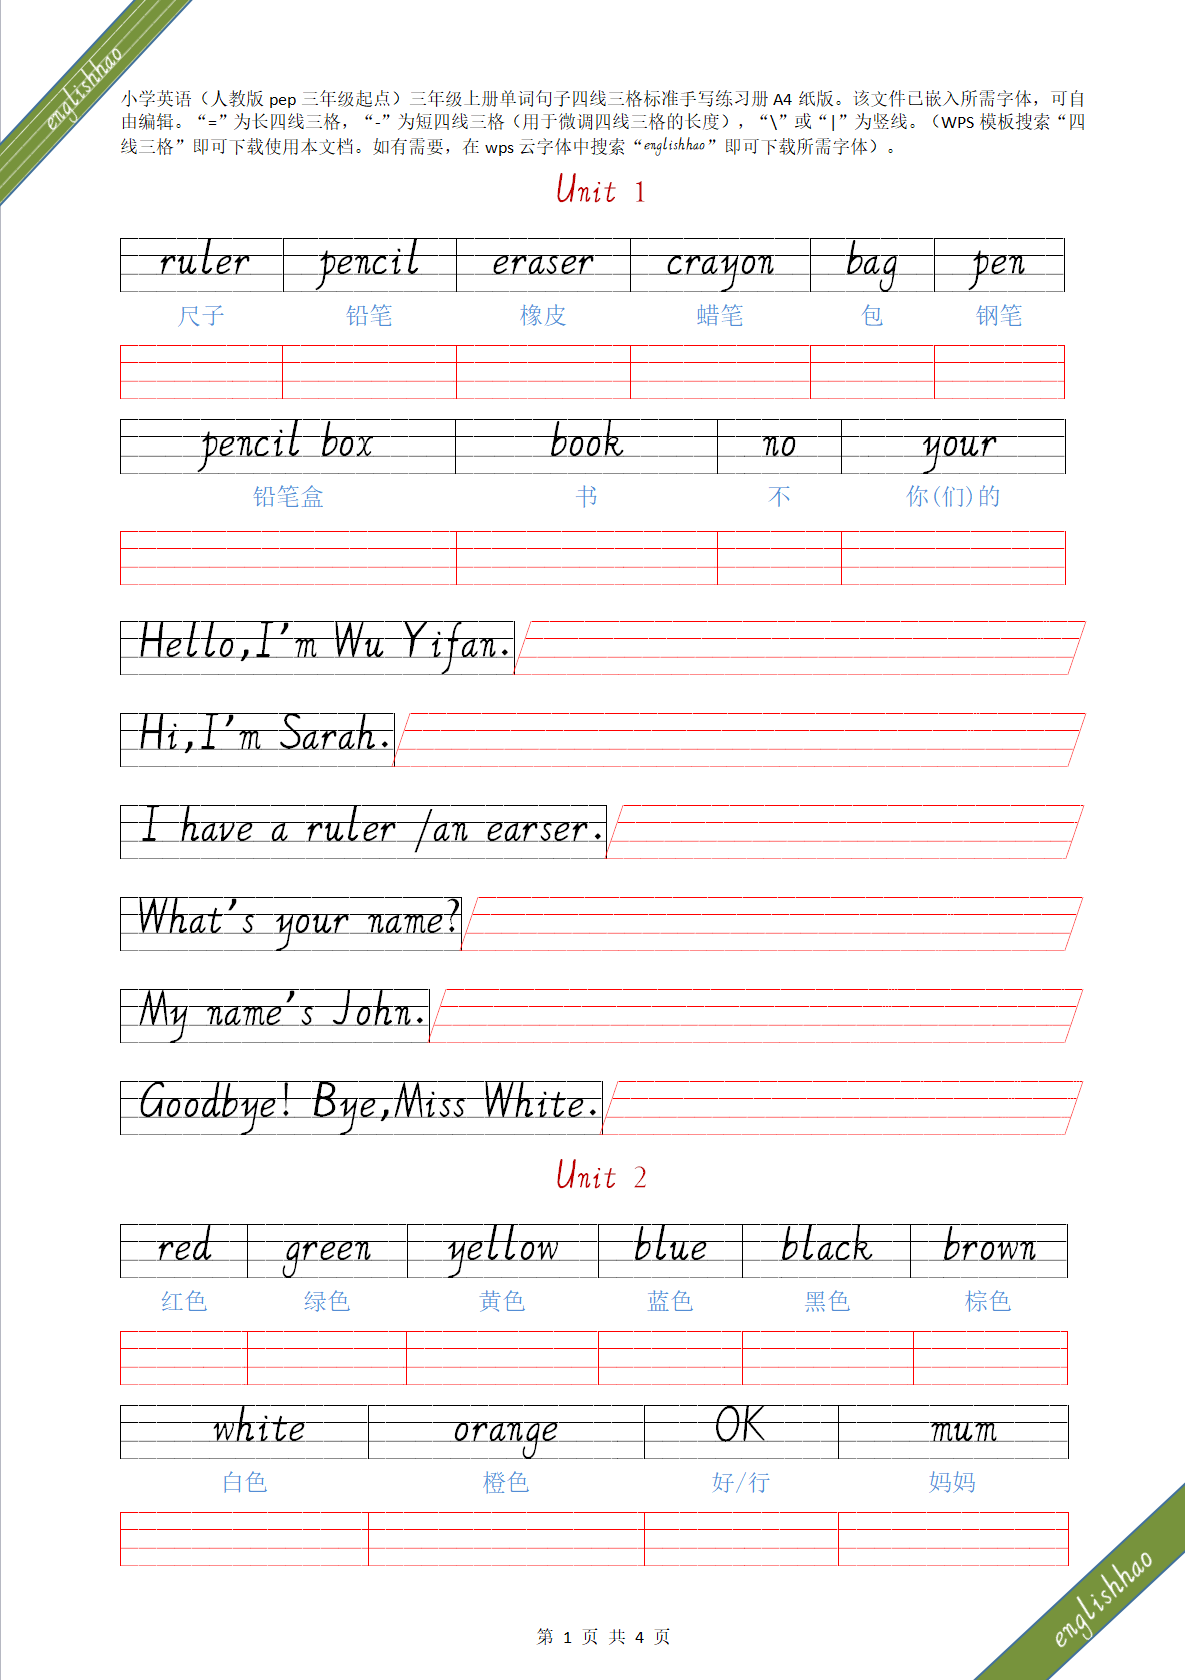 englishhao
小学英语（人教版 pep 三年级起点）三年级上册单词句子四线三格标准手写练习册 A4 纸版。该文件已嵌入所需字体，可自
由编辑。“=”为长四线三格，“-”为短四线三格（用于微调四线三格的长度），“\”或“|”为竖线。（WPS 模板搜索“四
线三格”即可下载使用本文档。如有需要，在 wps 云字体中搜索“englishhao”即可下载所需字体）。
Unit 1
ruler pencil eraser crayon bag pen
尺子 铅笔 橡皮 蜡笔 包 钢笔
pencil box book no your
铅笔盒 书 不 你(们)的
Hello,I'm Wu Yifan.
Hi,I'm Sarah.
I have a ruler /an earser.
What's your name?
My name's John.
Goodbye! Bye,Miss White.
Unit 2
red green yellow blue black brown
红色 绿色 黄色 蓝色 黑色 棕色
white orange OK mum
白色 橙色 好/行 妈妈
englishhao
第 1 页 共 4 页